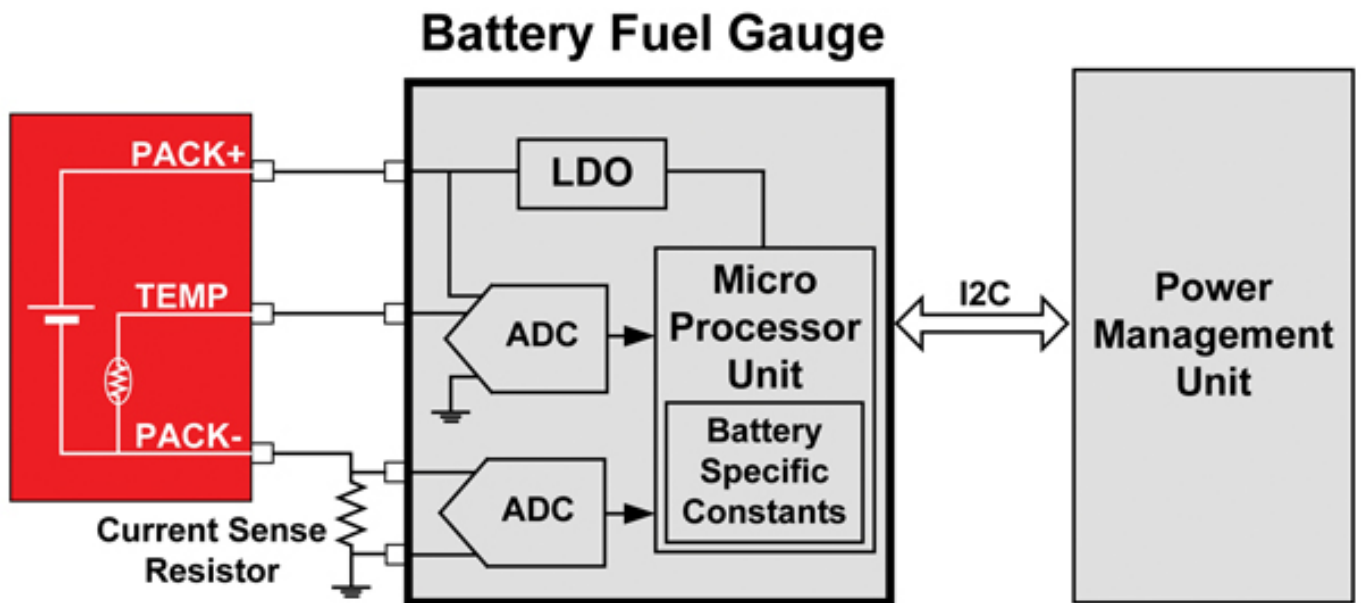 Battery Fuel Gauge
PACK+
TEMP
PACK-
Current Sense
Resistor
LDO
ADC
ADC
Micro
Processor
Unit
Battery
Specific
Constants
I2C
Power
Management
Unit